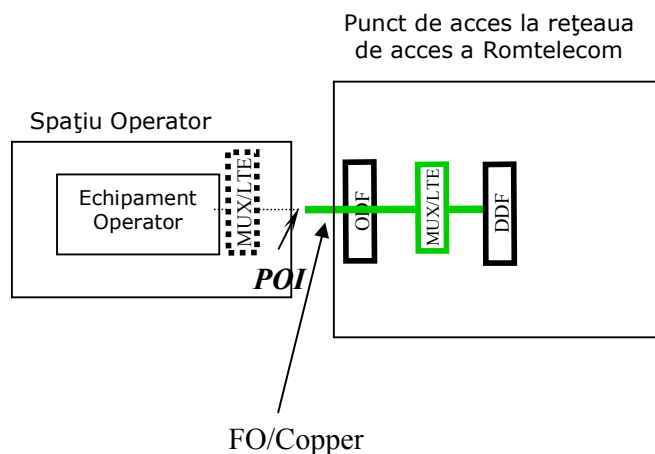 Punct de acces la reţeaua
de acces a Romtelecom
Spaţiu Operator
Echipament
Operator
MUX/LTE
POI
ODF
MUX/LTE
DDF
FO/Copper